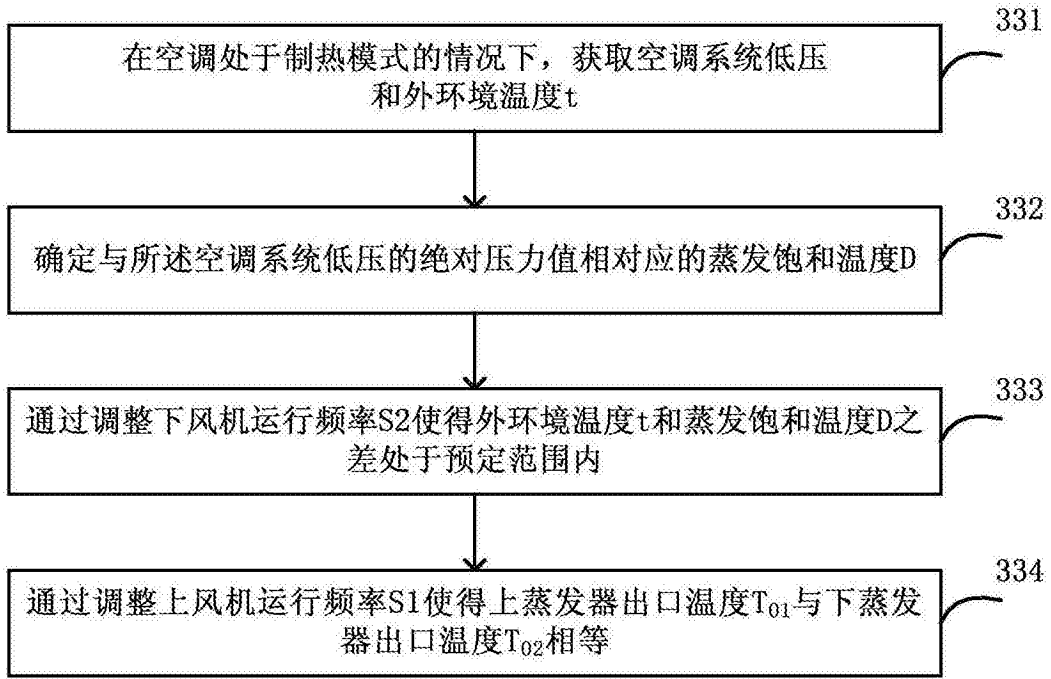 331
在空调处于制热模式的情况下，获取空调系统低压
和外环境温度t
332
确定与所述空调系统低压的绝对压力值相对应的蒸发饱和温度D
333
通过调整下风机运行频率S2使得外环境温度t和蒸发饱和温度D之
差处于预定范围内
334
通过调整上风机运行频率S1使得上蒸发器出口温度T01与下蒸发
器出口温度T02相等